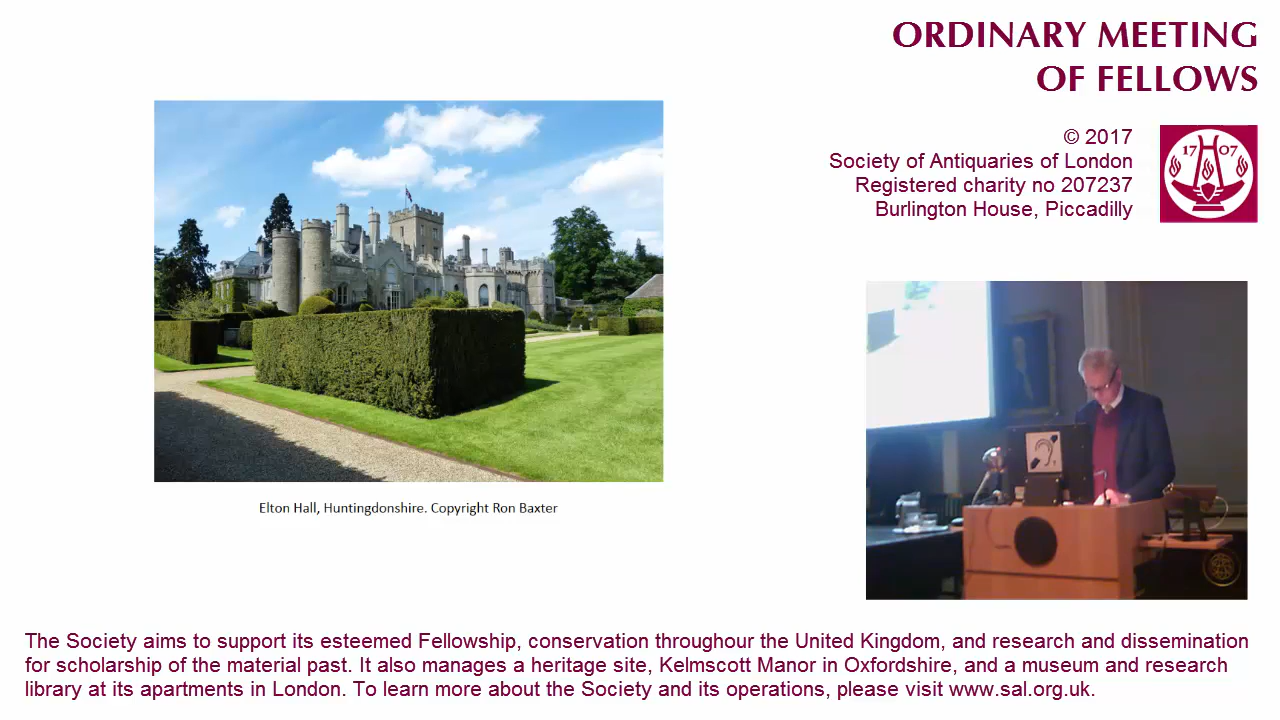 ORDINARY MEETING
OF FELLOWS
© 2017
Society of Antiquaries of London
Registered charity no 207237
Burlington House, Piccadilly
17 07
Elton Hall, Huntingdonshire. Copyright Ron Baxter
The Society aims to support its esteemed Fellowship, conservation throughour the United Kingdom, and research and dissemination
for scholarship of the material past. It also manages a heritage site, Kelmscott Manor in Oxfordshire, and a museum and research
library at its apartments in London. To learn more about the Society and its operations, please visit www.sal.org.uk.